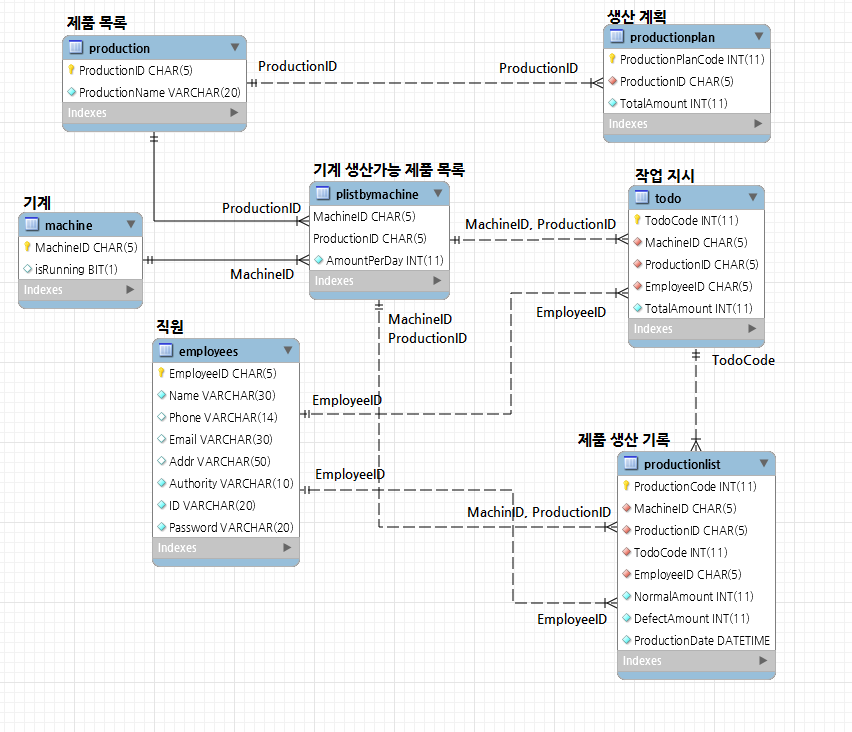 제품 목록
production
ProductionID CHAR(5)
ProductionName VARCHAR(20)
Indexes
ProductionID
ProductionID
생산 계획
productionplan
ProductionPlanCode INT(11)
ProductionID CHAR(5)
TotalAmount INT(11)
Indexes
기계
machine
MachineID CHAR(5)
isRunning BIT(1)
Indexes
ProductionID
MachineID
기계 생산가능 제품 목록
plistbymachine
MachineID CHAR(5)
ProductionID CHAR(5)
AmountPerDay INT(11)
Indexes
MachineID, ProductionID
작업 지시
todo
TodoCode INT(11)
MachineID CHAR(5)
ProductionID CHAR(5)
EmployeeID CHAR(5)
TotalAmount INT(11)
Indexes
EmployeeID
MachineID
ProductionID
TodoCode
직원
employees
EmployeeID CHAR(5)
Name VARCHAR(30)
Phone VARCHAR(14)
Email VARCHAR(30)
Addr VARCHAR(50)
Authority VARCHAR(10)
ID VARCHAR(20)
Password VARCHAR(20)
Indexes
EmployeeID
EmployeeID
MachinID, ProductionID
EmployeeID
제품 생산 기록
productionlist
ProductionCode INT(11)
MachineID CHAR(5)
ProductionID CHAR(5)
TodoCode INT(11)
EmployeeID CHAR(5)
NormalAmount INT(11)
DefectAmount INT(11)
ProductionDate DATETIME
Indexes